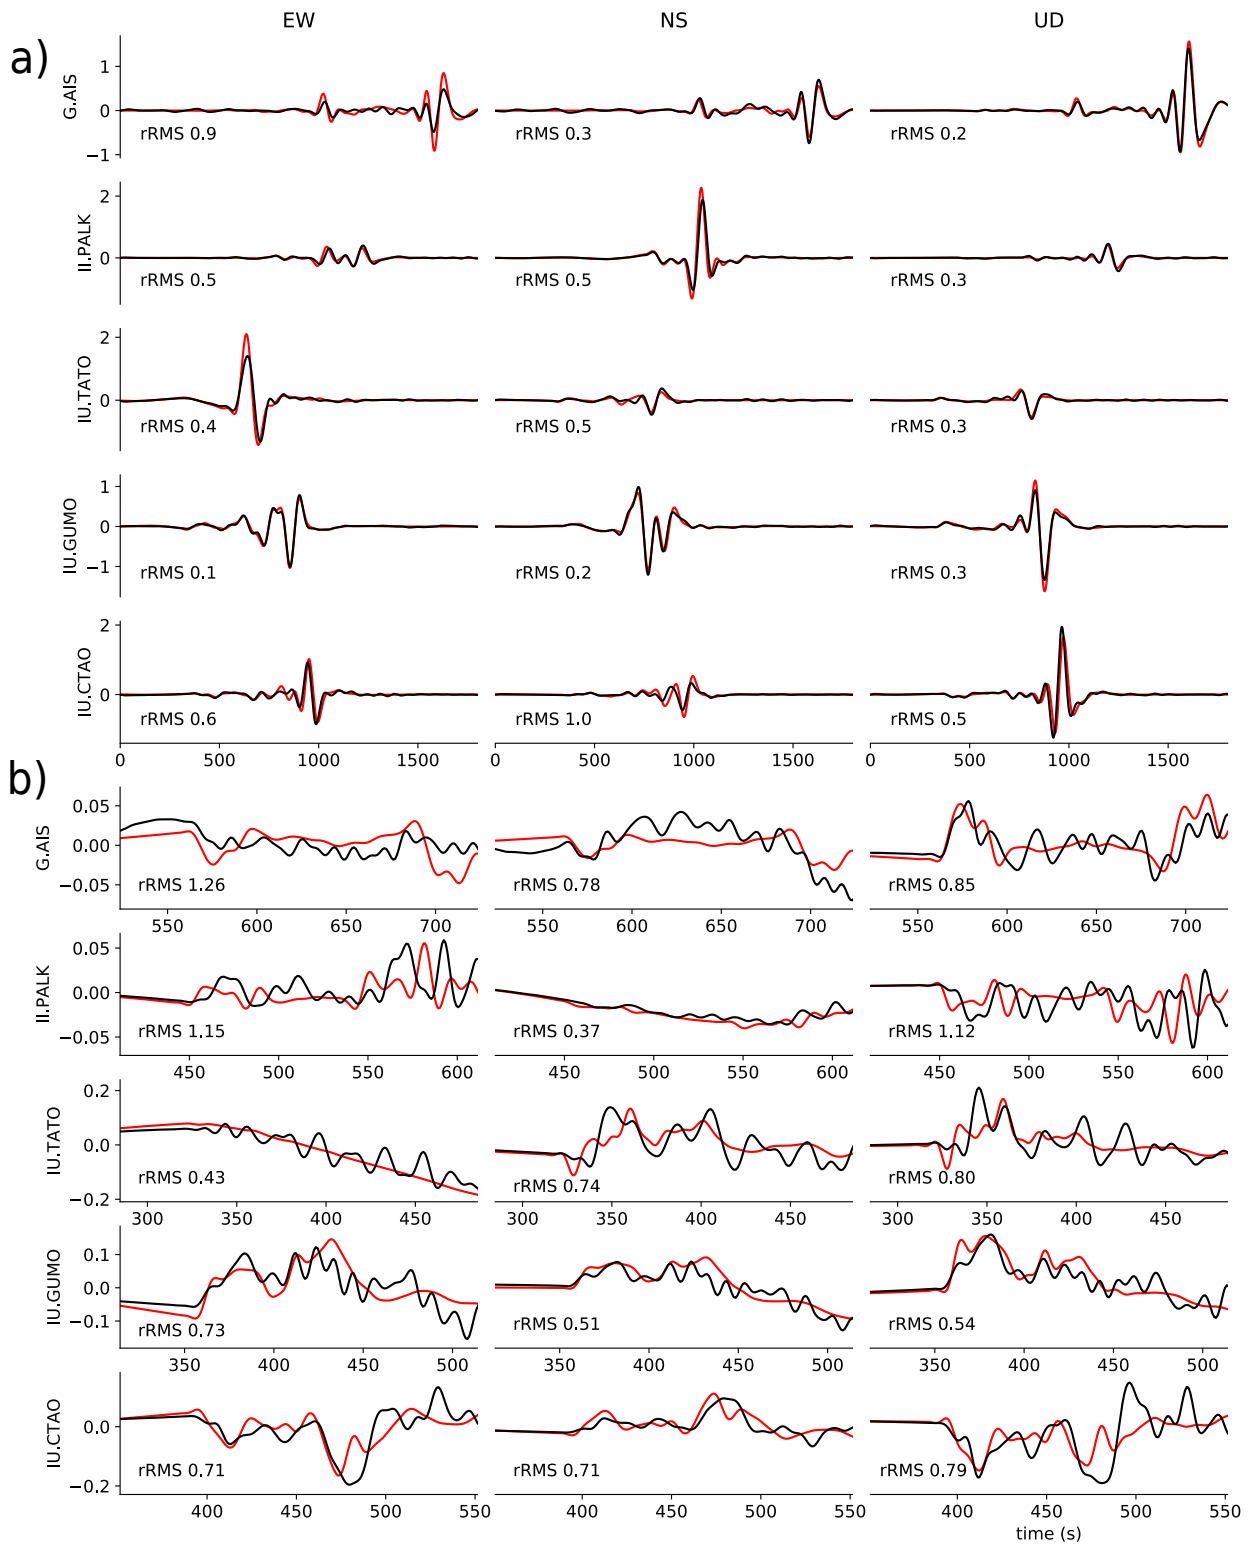 EW NS UD
a)
G.AIS
1
0
−1
rRMS 0.9 rRMS 0.3 rRMS 0.2
II.PALK
2
0
rRMS 0.5 rRMS 0.5 rRMS 0.3
IU.TATO
2
0
rRMS 0.4 rRMS 0.5 rRMS 0.3
IU.GUMO
1
0
−1
rRMS 0.1 rRMS 0.2 rRMS 0.3
IU.CTAO
2
0
rRMS 0.6 rRMS 1.0 rRMS 0.5
0 500 1000 1500 0 500 1000 1500 0 500 1000 1500
b)
G.AIS
0.05
0.00
−0.05
rRMS 1.26 rRMS 0.78 rRMS 0.85
550 600 650 700 550 600 650 700 550 600 650 700
II.PALK
0.05
0.00
−0.05
rRMS 1.15 rRMS 0.37 rRMS 1.12
450 500 550 600 450 500 550 600 450 500 550 600
IU.TATO
0.2
0.0
−0.2
rRMS 0.43 rRMS 0.74 rRMS 0.80
300 350 400 450 300 350 400 450 300 350 400 450
IU.GUMO
0.1
0.0
−0.1
rRMS 0.73 rRMS 0.51 rRMS 0.54
350 400 450 500 350 400 450 500 350 400 450 500
IU.CTAO
0.0
−0.2
rRMS 0.71 rRMS 0.71 rRMS 0.79
400 450 500 550 400 450 500 550 400 450 500 550
time (s)